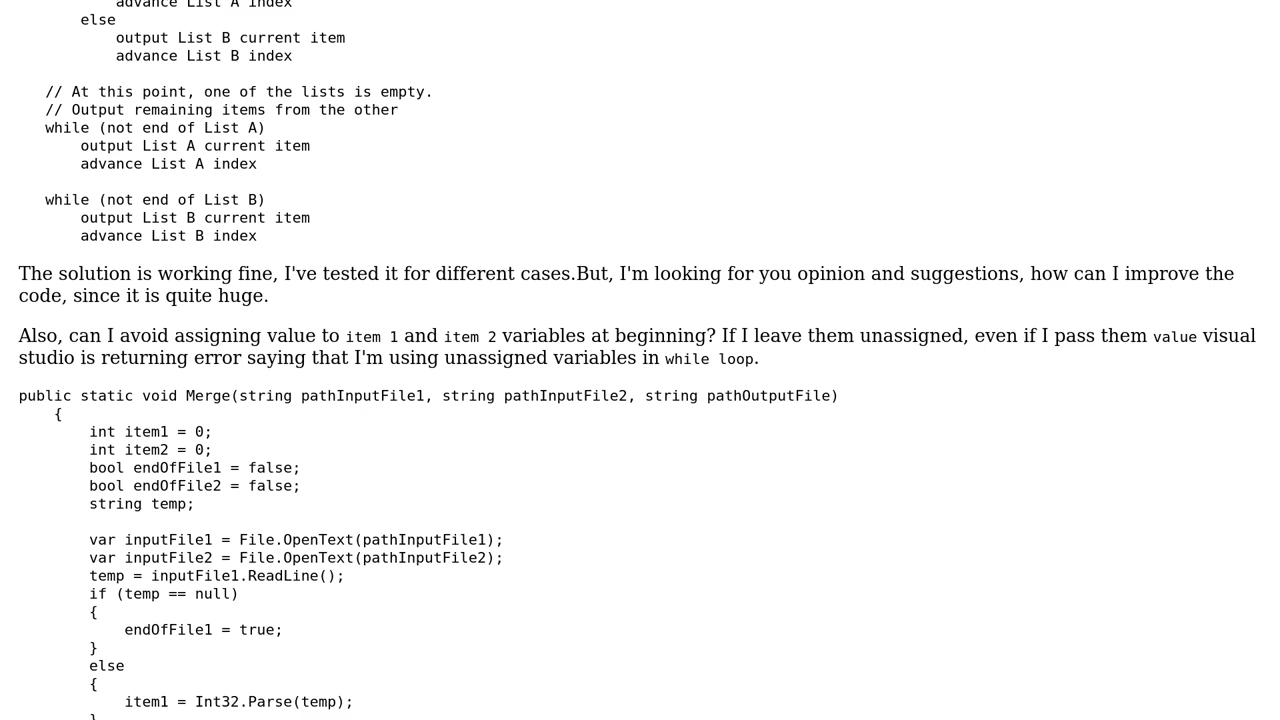 advance List A index
else
output List B current item
advance List B index
// At this point, one of the lists is empty.
// Output remaining items from the other
while (not end of List A)
output List A current item
advance List A index
while (not end of List B)
output List B current item
advance List B index
The solution is working fine, I've tested it for different cases.But, I'm looking for you opinion and suggestions, how can I improve the
code, since it is quite huge.
Also, can I avoid assigning value to item 1 and item 2 variables at beginning? If I leave them unassigned, even if I pass them value visual
studio is returning error saying that I'm using unassigned variables in while loop.
public static void Merge(string pathInputFile1, string pathInputFile2, string pathOutputFile)
{
int item1 = 0;
int item2 = 0;
bool endOfFile1 = false;
bool endOfFile2 = false;
string temp;
var inputFile1 = File.OpenText(pathInputFile1);
var inputFile2 = File.OpenText(pathInputFile2);
temp = inputFile1.ReadLine();
if (temp == null)
{
endOfFile1 = true;
}
else
{
item1 = Int32.Parse(temp);
}